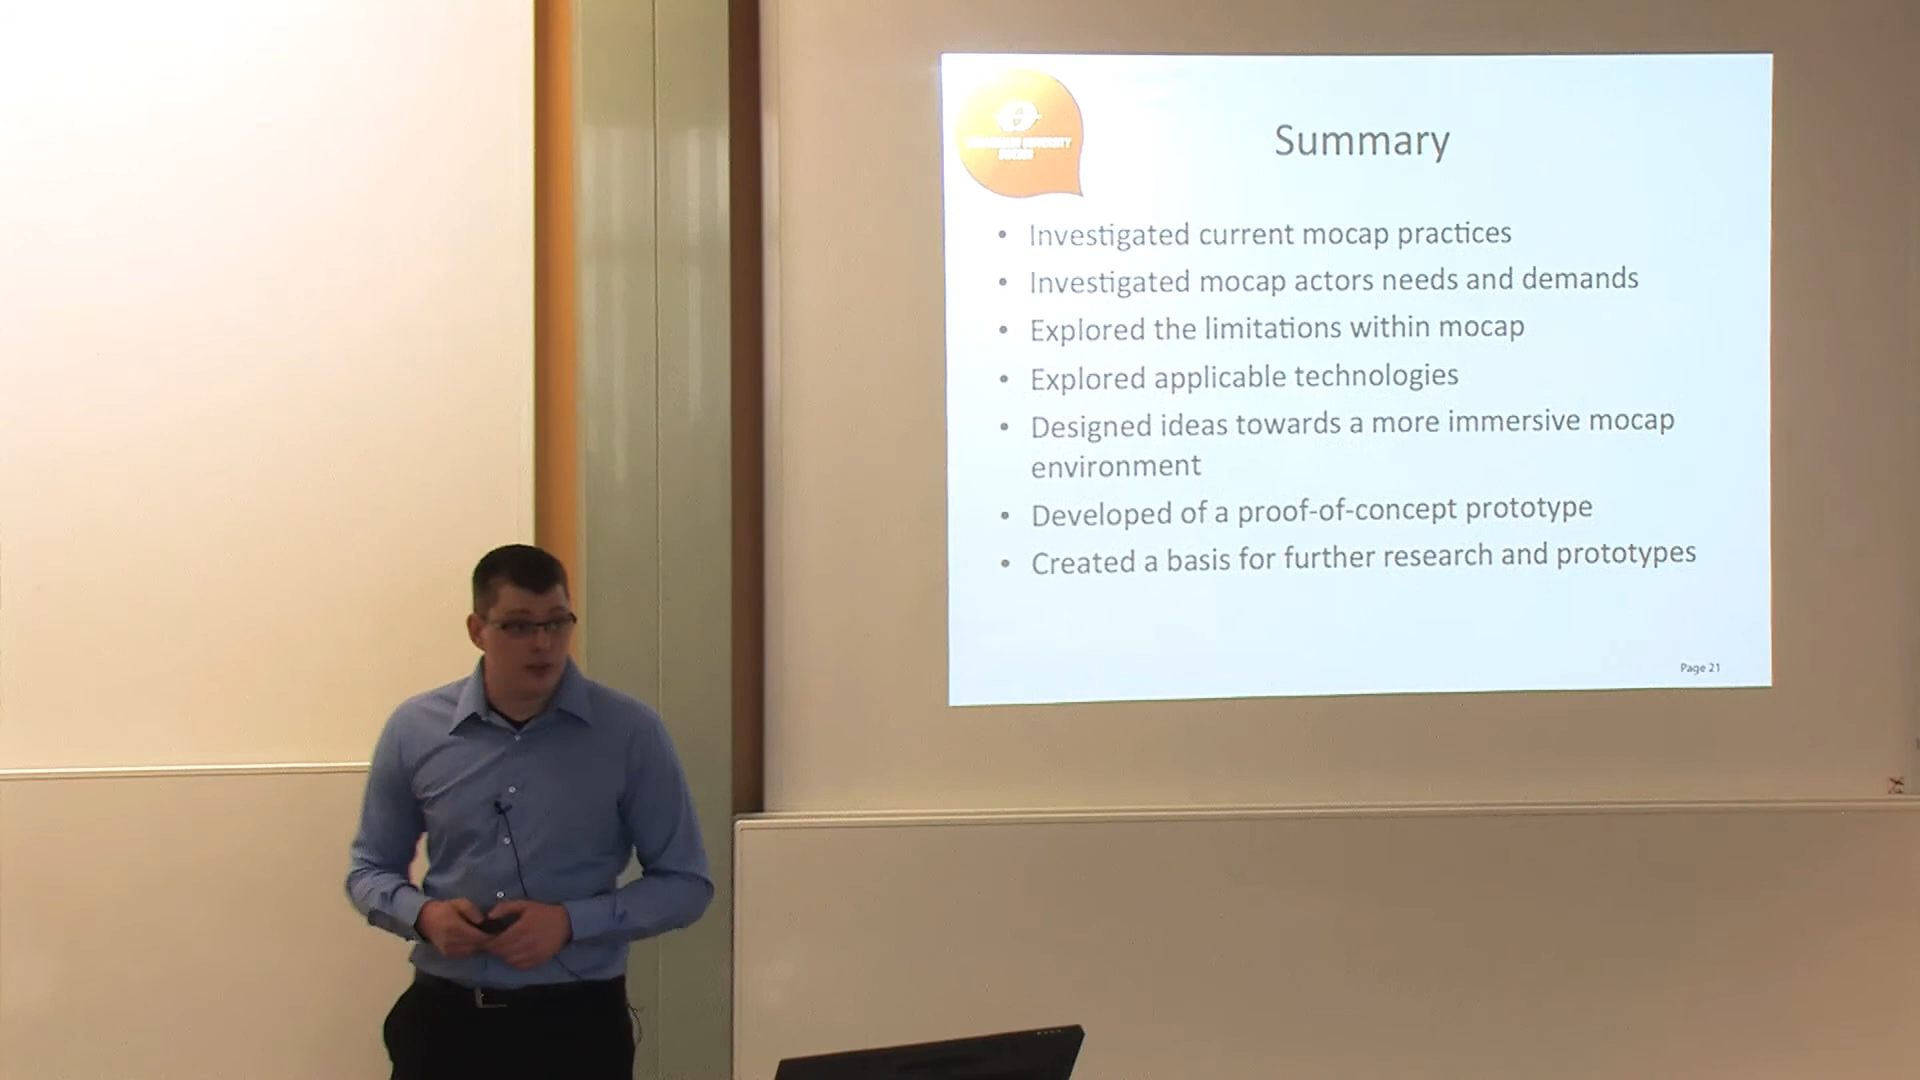 Summary
• Investigated current mocap practices
• Investigated mocap actors needs and demands
• Explored the limitations within mocap
• Explored applicable technologies
• Designed ideas towards a more immersive mocap
environment
• Developed of a proof-of-concept prototype
• Created a basis for further research and prototypes
Page 21